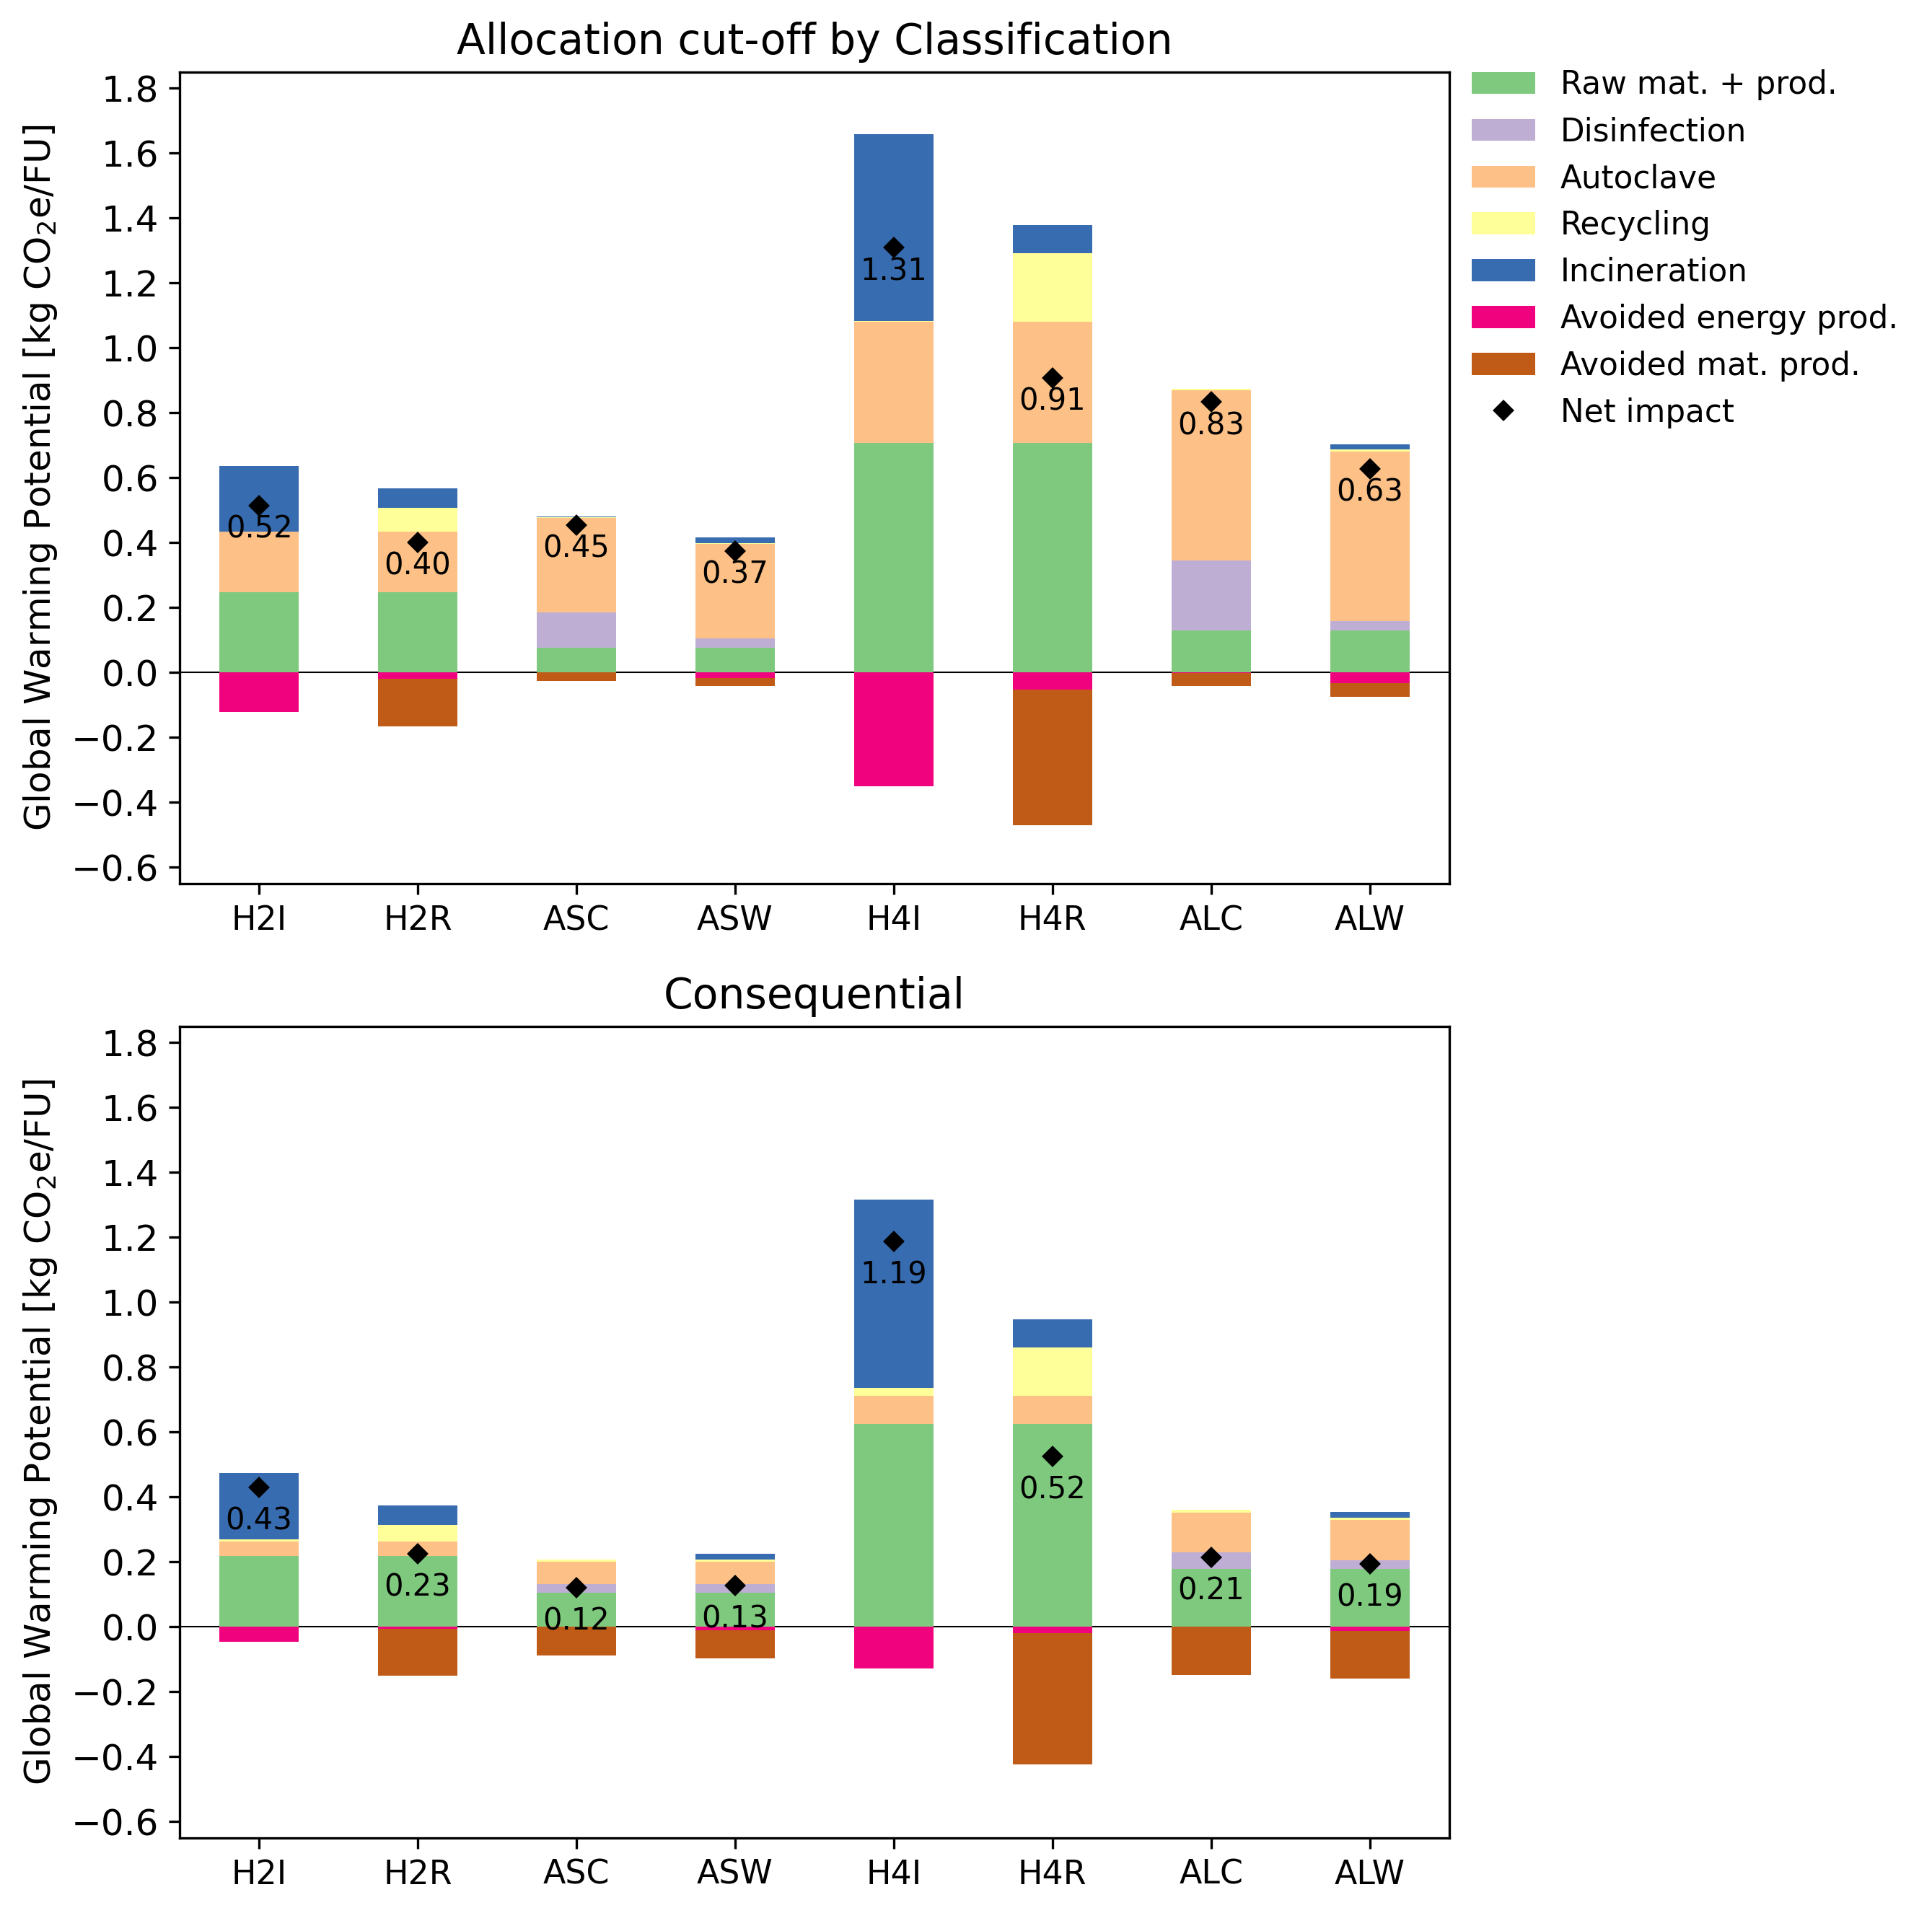 Allocation cut-off by Classification
Global Warming Potential [kg CO₂e/FU]
1.8
1.6
1.4
1.2
1.0
0.8
0.6
0.4
0.2
0.0
−0.2
−0.4
−0.6
0.52
0.40
0.45
0.37
1.31
0.91
0.83
0.63
H2I
H2R
ASC
ASW
H4I
H4R
ALC
ALW
Raw mat. + prod.
Disinfection
Autoclave
Recycling
Incineration
Avoided energy prod.
Avoided mat. prod.
Net impact
Consequential
Global Warming Potential [kg CO₂e/FU]
1.8
1.6
1.4
1.2
1.0
0.8
0.6
0.4
0.2
0.0
−0.2
−0.4
−0.6
0.43
0.23
0.12
0.13
1.19
0.52
0.21
0.19
H2I
H2R
ASC
ASW
H4I
H4R
ALC
ALW